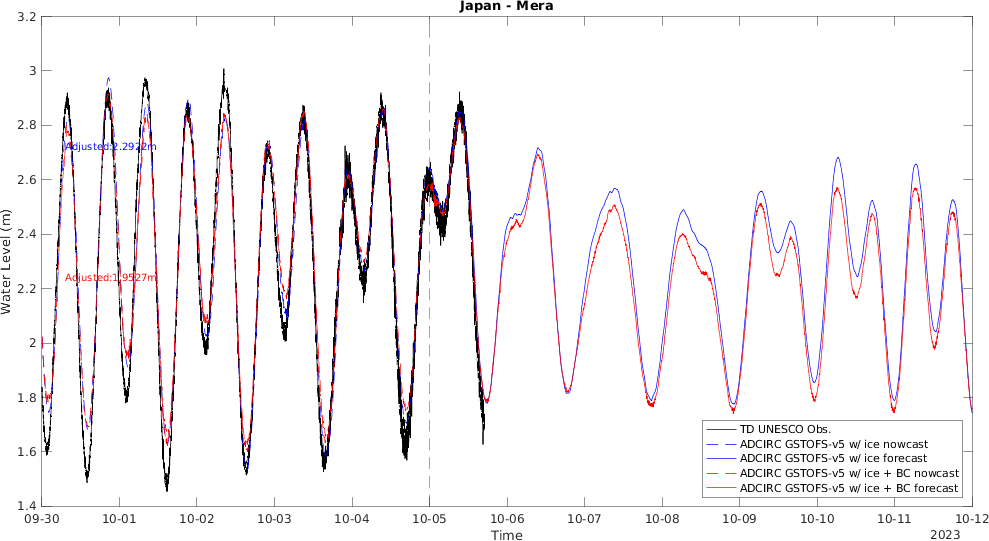 Japan - Mera
3.2
3
2.8
2.6
2.4
2.2
2
1.8
1.6
1.4
Water Level (m)
Adjusted:2.2922m
Adjusted:1.9527m
TD UNESCO Obs.
ADCIRC GSTOFS-v5 w/ ice nowcast
ADCIRC GSTOFS-v5 w/ ice forecast
ADCIRC GSTOFS-v5 w/ ice + BC nowcast
ADCIRC GSTOFS-v5 w/ ice + BC forecast
09-30 10-01 10-02 10-03 10-04 10-05 10-06 10-07 10-08 10-09 10-10 10-11 10-12
Time
2023